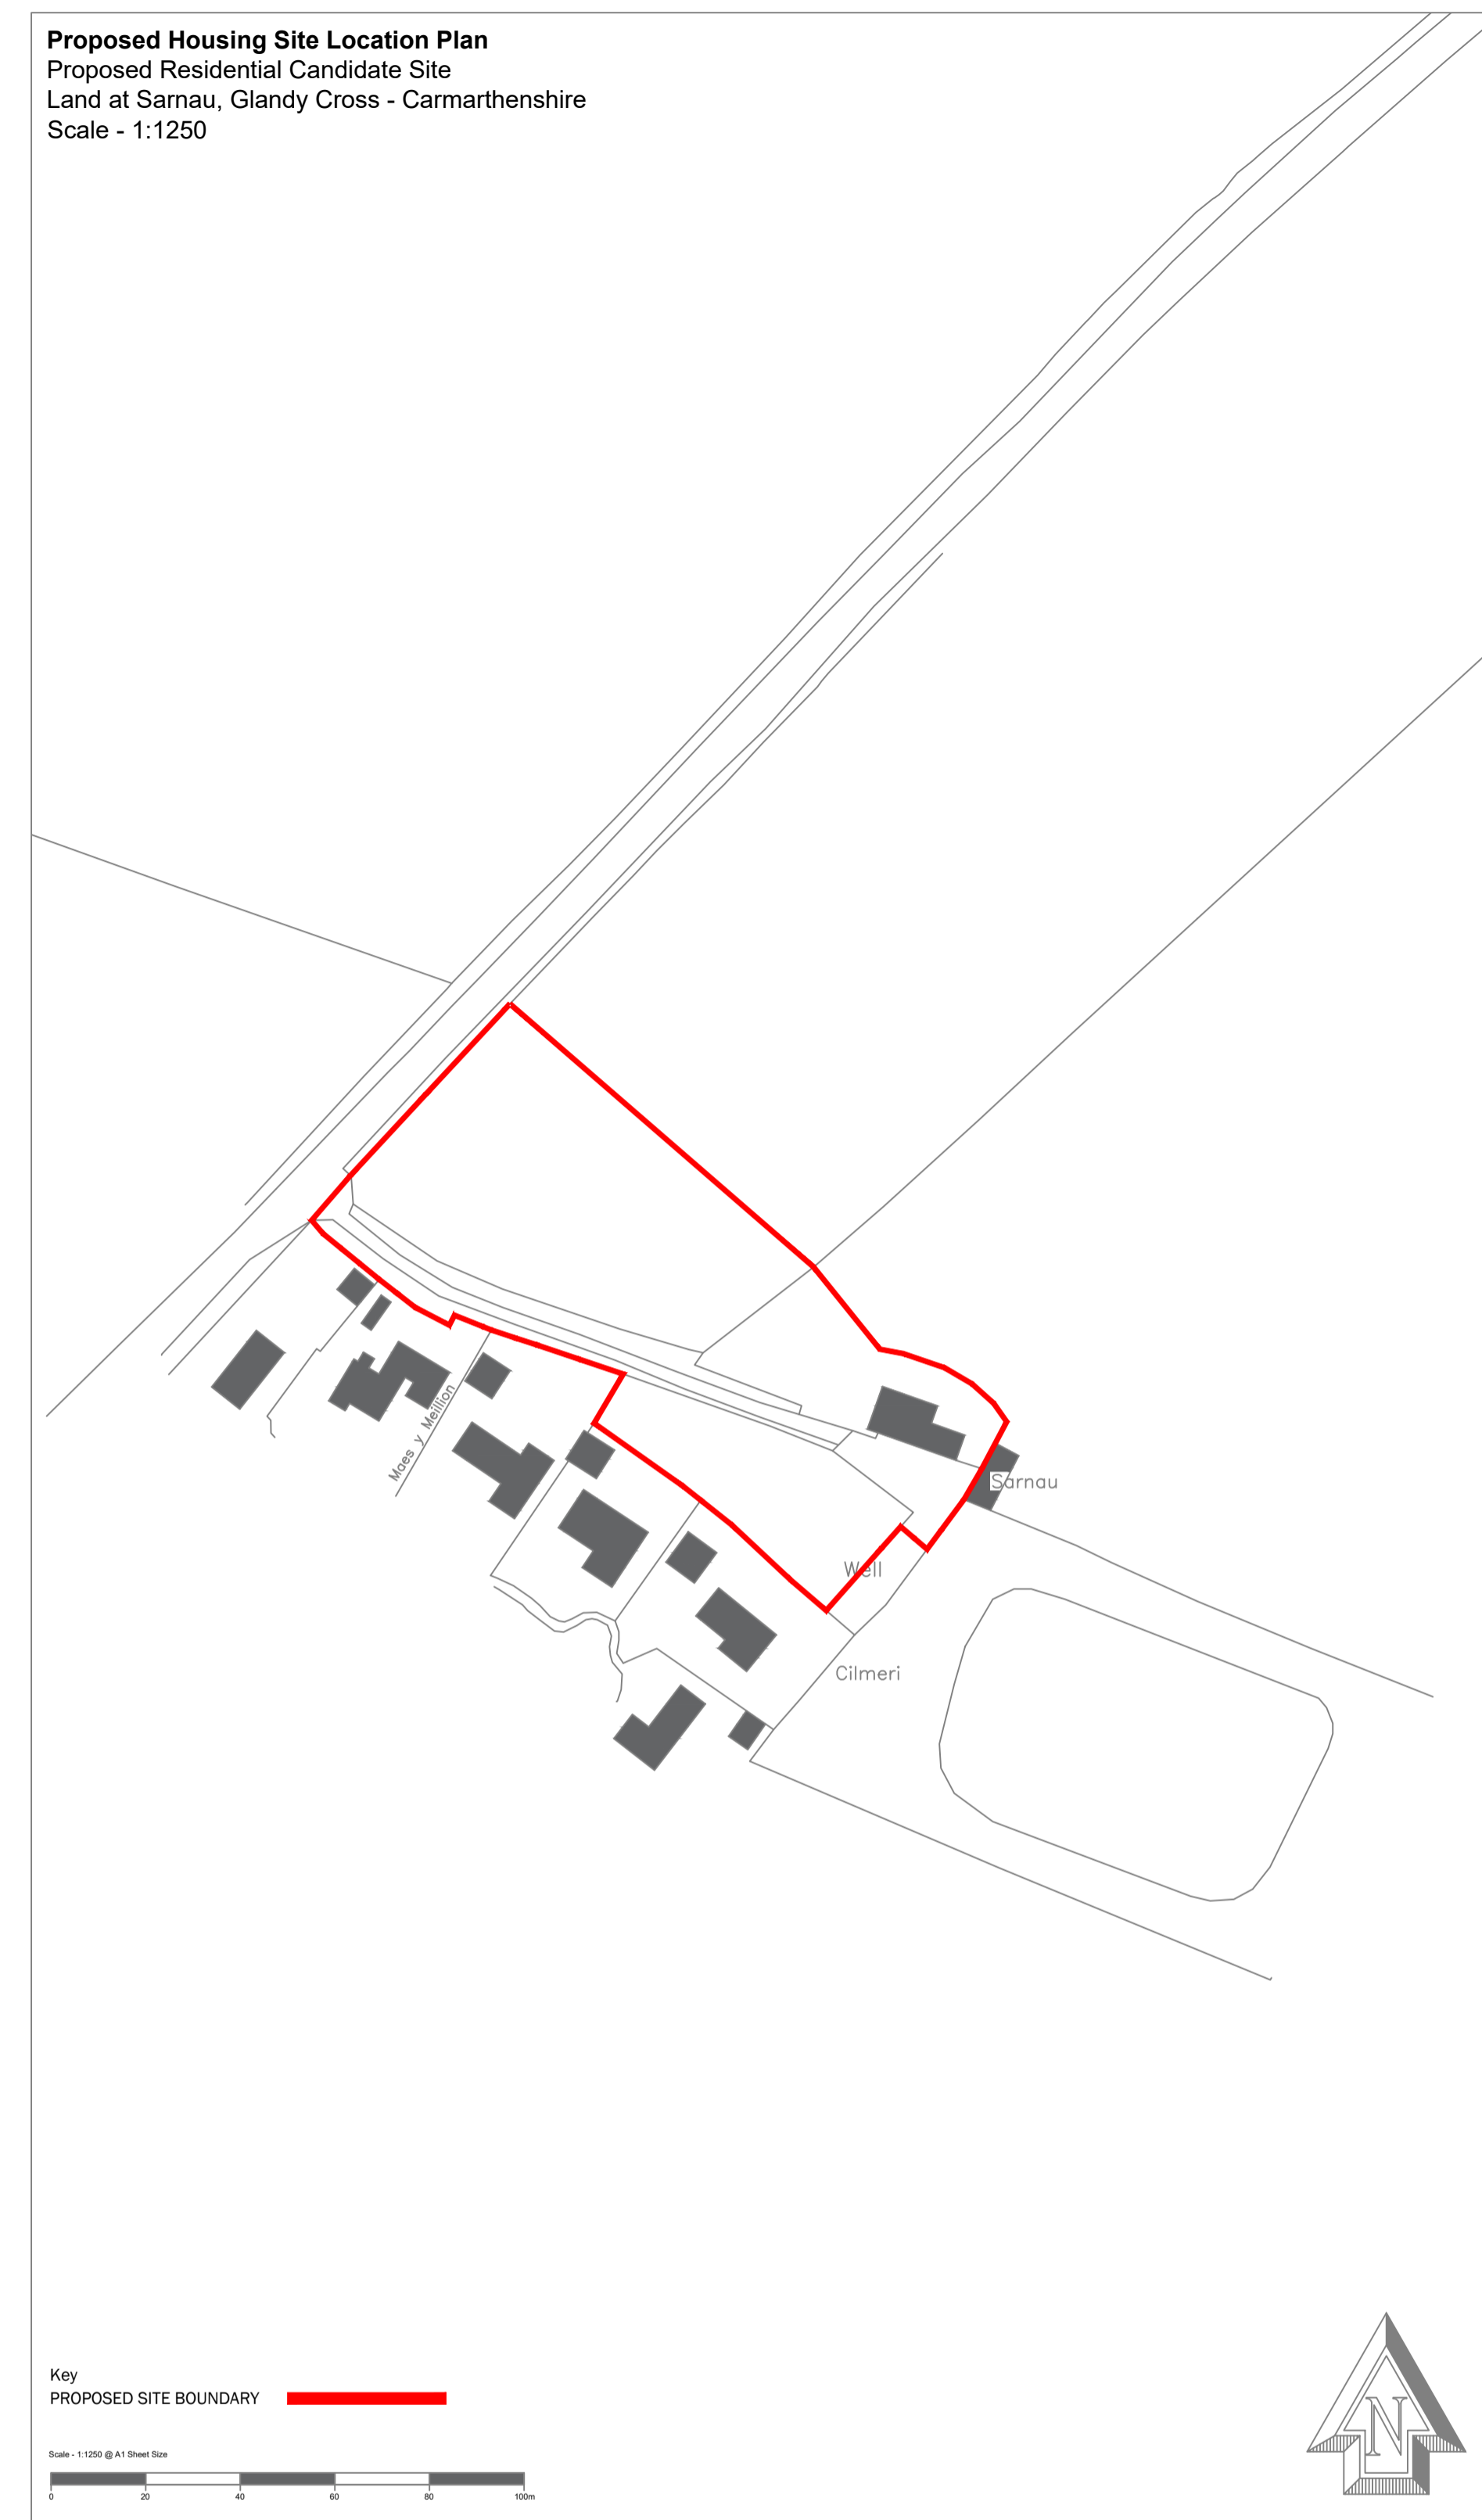 Proposed Housing Site Location Plan
Proposed Residential Candidate Site
Land at Sarnau, Glandy Cross - Carmarthenshire
Scale - 1:1250
Maes y Meillion
Sarnau
Well
Cilmeri
Key
PROPOSED SITE BOUNDARY
Scale - 1:1250 @ A1 Sheet Size
0 20 40 60 80 100m
N